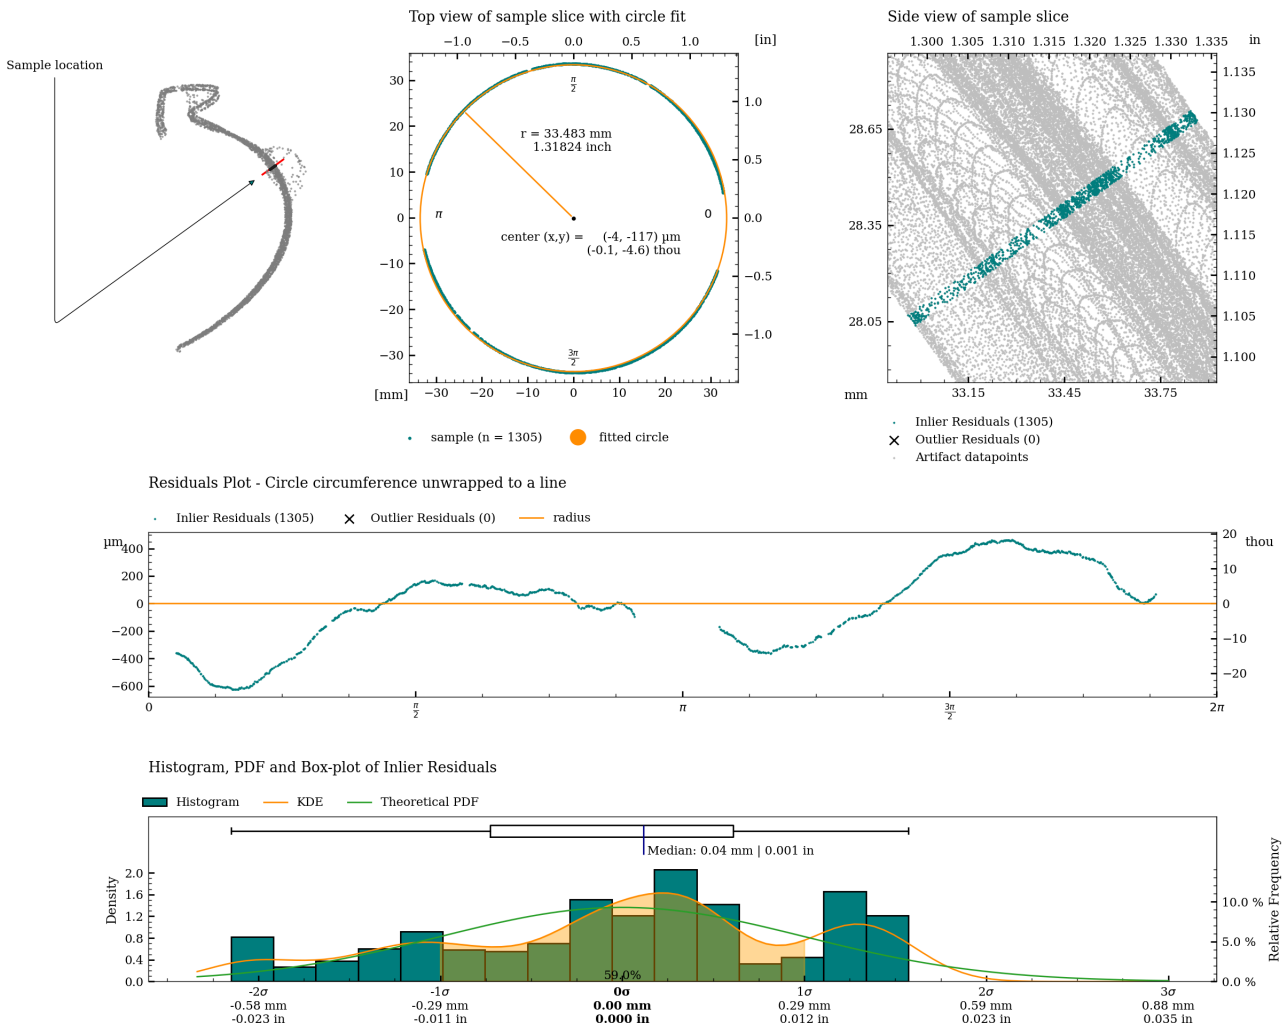 Top view of sample slice with circle fit
Side view of sample slice
−1.0 −0.5 0.0 0.5 1.0 [in]
1.300 1.305 1.310 1.315 1.320 1.325 1.330 1.335 in
Sample location
30
20
10
0
−10
−20
−30
1.0
0.5
0.0
−0.5
−1.0
π/2
r = 33.483 mm
1.31824 inch
π
0
center (x,y) = (-4, -117) µm
(-0.1, -4.6) thou
3π/2
[mm] −30 −20 −10 0 10 20 30
28.65
28.35
28.05
1.135
1.130
1.125
1.120
1.115
1.110
1.105
1.100
mm 33.15 33.45 33.75
sample (n = 1305) fitted circle
Inlier Residuals (1305)
Outlier Residuals (0)
Artifact datapoints
Residuals Plot - Circle circumference unwrapped to a line
Inlier Residuals (1305) Outlier Residuals (0) radius
µm
400
200
0
−200
−400
−600
20 thou
10
0
−10
−20
0 π/2 π 3π/2 2π
Histogram, PDF and Box-plot of Inlier Residuals
Histogram KDE Theoretical PDF
Median: 0.04 mm | 0.001 in
Density
2.0
1.6
1.2
0.8
0.4
0.0
Relative Frequency
10.0 %
5.0 %
0.0 %
59.0%
-2σ -1σ 0σ 1σ 2σ 3σ
-0.58 mm -0.29 mm 0.00 mm 0.29 mm 0.59 mm 0.88 mm
-0.023 in -0.011 in 0.000 in 0.012 in 0.023 in 0.035 in